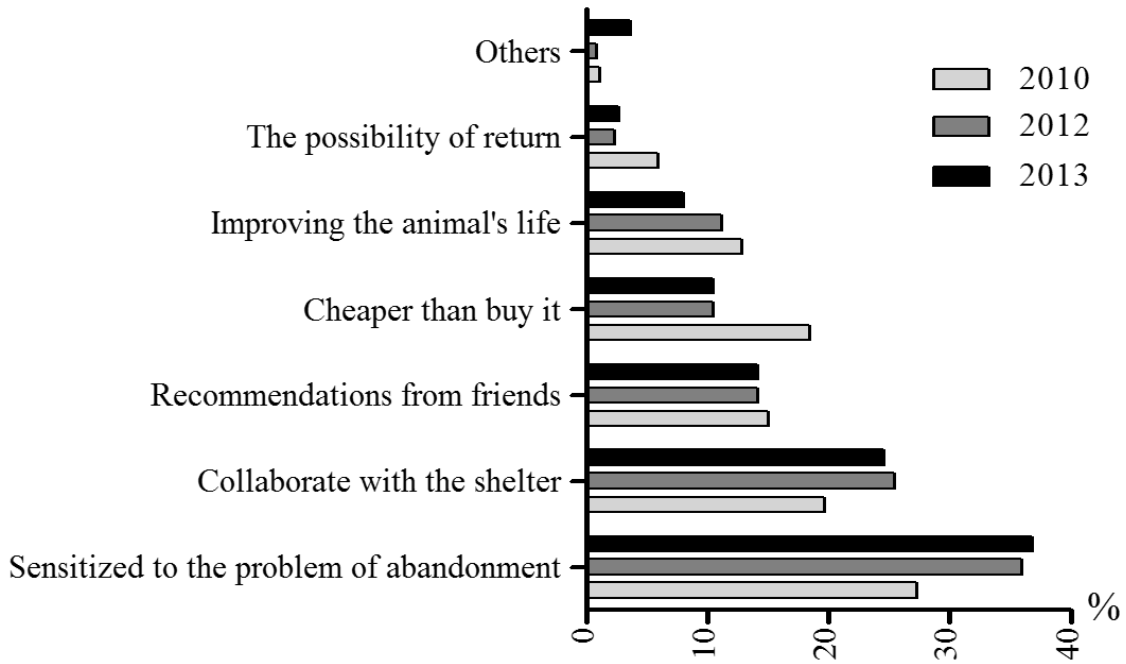 Others
The possibility of return
Improving the animal's life
Cheaper than buy it
Recommendations from friends
Collaborate with the shelter
Sensitized to the problem of abandonment
2010
2012
2013
0
10
20
30
40
%